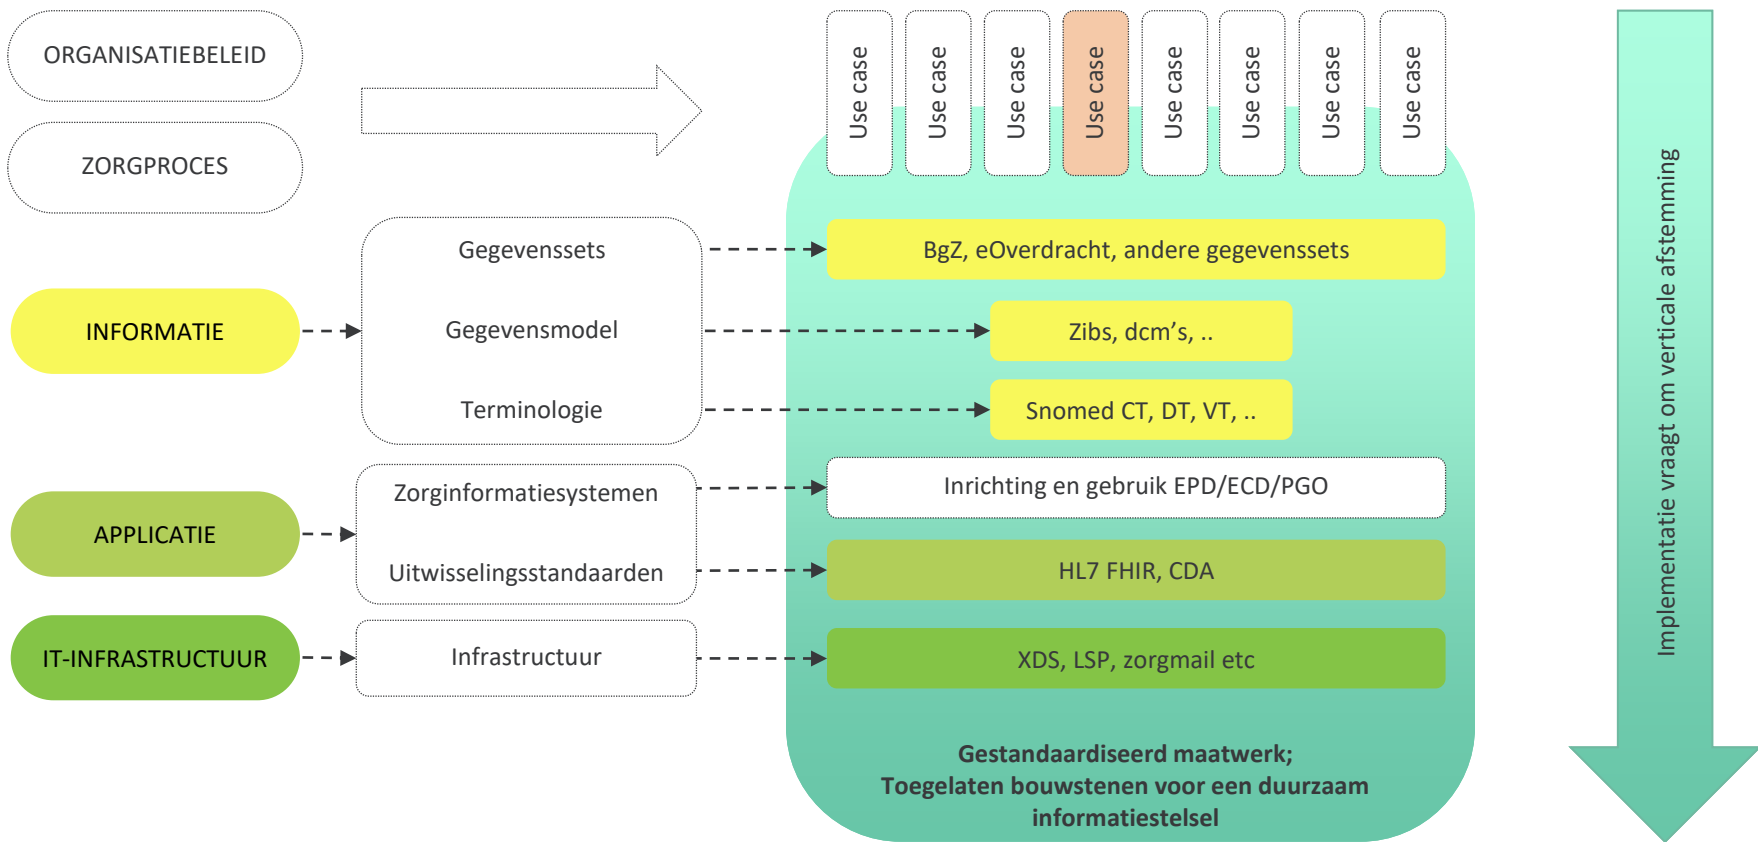 ORGANISATIEBELEID
ZORGPROCES
Use case
Use case
Use case
Use case
Use case
Use case
Use case
Use case
INFORMATIE
Gegevenssets
BgZ, eOverdracht, andere gegevenssets
Gegevensmodel
Zibs, dcm's, ..
Terminologie
Snomed CT, DT, VT, ..
APPLICATIE
Zorginformatiesystemen
Inrichting en gebruik EPD/ECD/PGO
Uitwisselingsstandaarden
HL7 FHIR, CDA
IT-INFRASTRUCTUUR
Infrastructuur
XDS, LSP, zorgmail etc
Gestandaardiseerd maatwerk;
Toegelaten bouwstenen voor een duurzaam
informatiestelsel
Implementatie vraagt om verticale afstemming